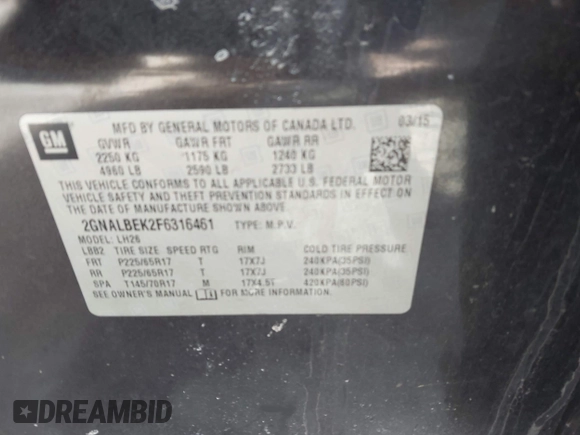 GM
MFD BY GENERAL MOTORS OF CANADA LTD. 03/15
GVWR GAWR FRT GAWR RR
2250 KG 1175 KG 1240 KG
4960 LB 2590 LB 2733 LB
THIS VEHICLE CONFORMS TO ALL APPLICABLE U.S. FEDERAL MOTOR
VEHICLE SAFETY AND THEFT PREVENTION STANDARDS IN EFFECT ON
THE DATE OF MANUFACTURE SHOWN ABOVE.
2GNALBEK2F6316461 TYPE: M.P.V.
MODEL: LH26
LBB2 TIRE SIZE SPEED RTG RIM COLD TIRE PRESSURE
FRT P225/65R17 T 17X7J 240KPA(35PSI)
RR P225/65R17 T 17X7J 240KPA(35PSI)
SPA T145/70R17 M 17X4.5T 420KPA(60PSI)
SEE OWNER'S MANUAL FOR MORE INFORMATION.
DREAMBID